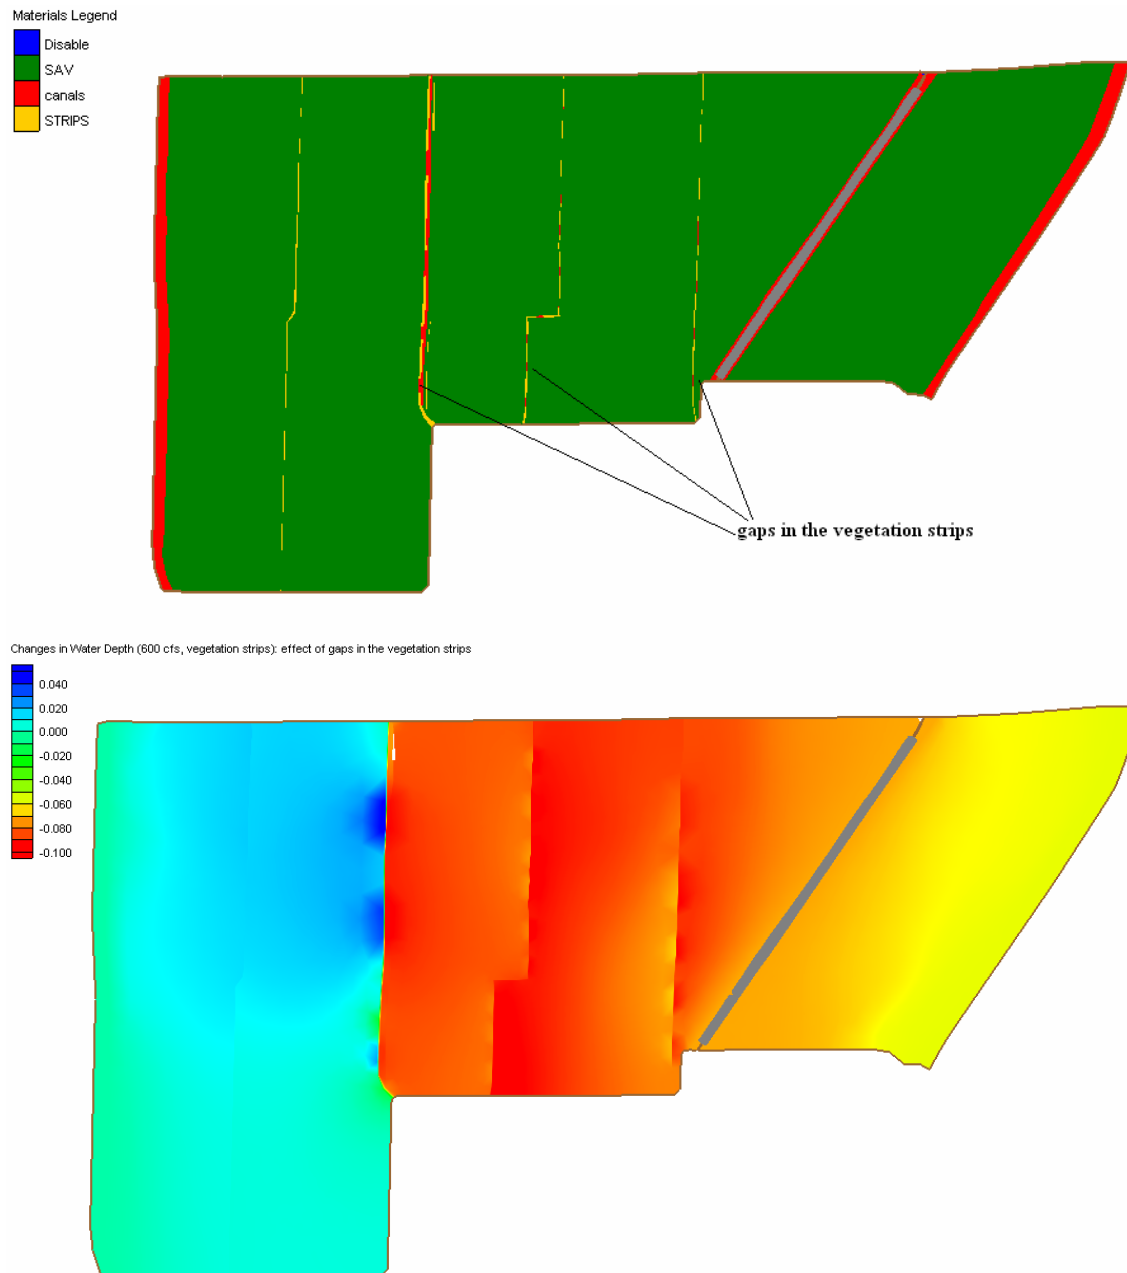 Materials Legend
Disable
SAV
canals
STRIPS
gaps in the vegetation strips
Changes in Water Depth (600 cfs, vegetation strips): effect of gaps in the vegetation strips
0.040
0.020
0.000
-0.020
-0.040
-0.060
-0.080
-0.100